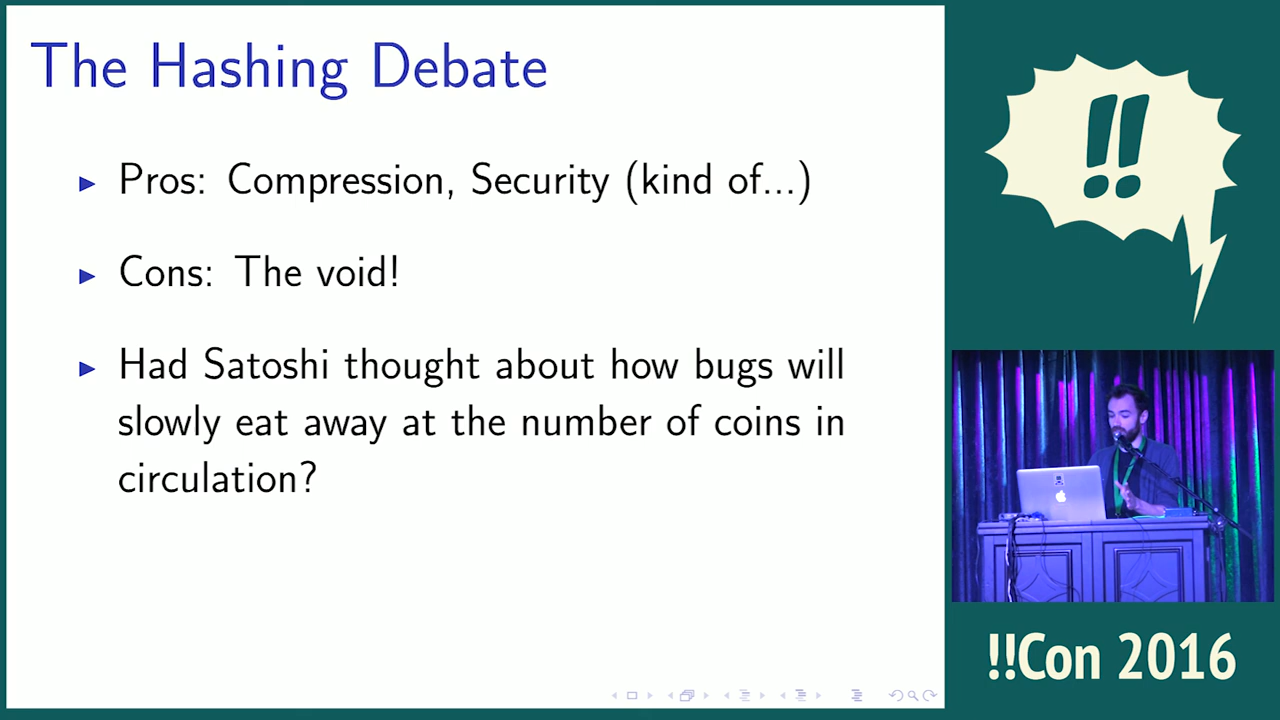 The Hashing Debate
Pros: Compression, Security (kind of...)
Cons: The void!
Had Satoshi thought about how bugs will
slowly eat away at the number of coins in
circulation?
!!
!!Con 2016